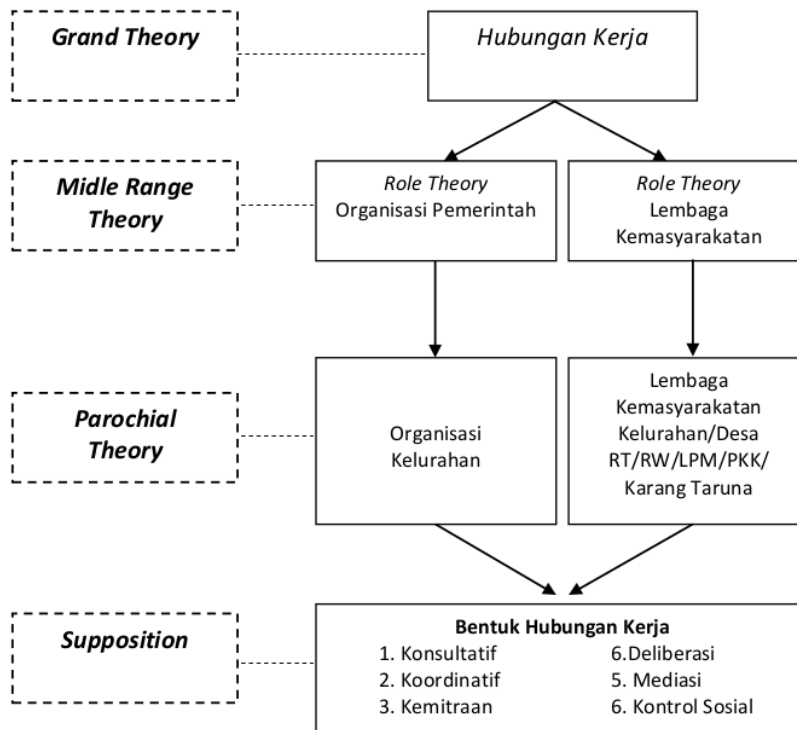 Grand Theory
Hubungan Kerja
Midle Range
Theory
Role Theory
Organisasi Pemerintah
Role Theory
Lembaga
Kemasyarakatan
Parochial
Theory
Organisasi
Kelurahan
Lembaga
Kemasyarakatan
Kelurahan/Desa
RT/RW/LPM/PKK/
Karang Taruna
Supposition
Bentuk Hubungan Kerja
1. Konsultatif
2. Koordinatif
3. Kemitraan
6.Deliberasi
5. Mediasi
6. Kontrol Sosial